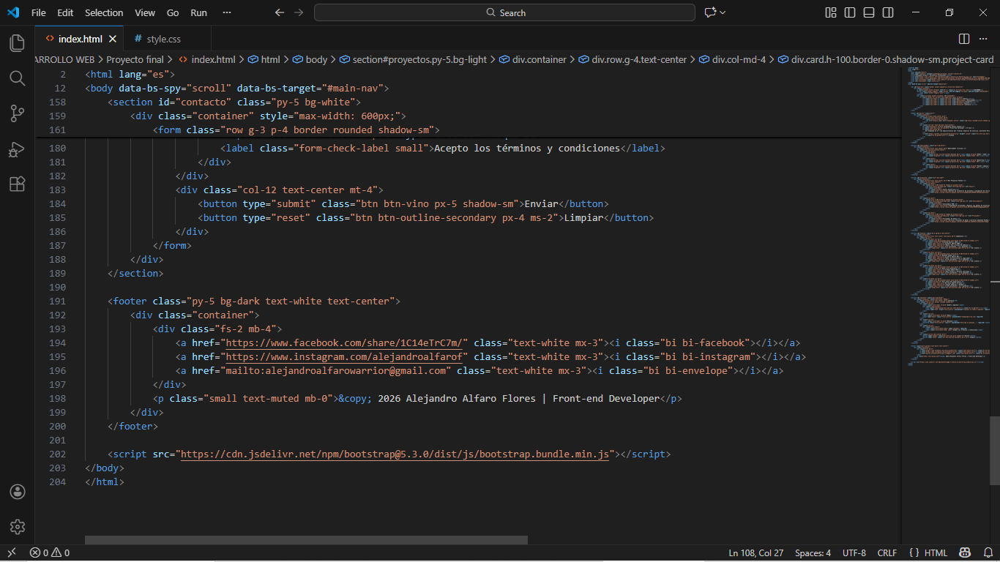 File Edit Selection View Go Run ··· Search
index.html
# style.css
ARROLLO WEB > Proyecto final > index.html > html > body > section#proyectos.py-5.bg-light > div.container > div.row.g-4.text-center > div.col-md-4 > div.card.h-100.border-0.shadow-sm.project-card
2 <html lang="es">
12 <body data-bs-spy="scroll" data-bs-target="#main-nav">
158 <section id="contacto" class="py-5 bg-white">
159 <div class="container" style="max-width: 600px;">
161 <form class="row g-3 p-4 border rounded shadow-sm">
180 <label class="form-check-label small">Acepto los términos y condiciones</label>
181 </div>
182 </div>
183 <div class="col-12 text-center mt-4">
184 <button type="submit" class="btn btn-vino px-5 shadow-sm">Enviar</button>
185 <button type="reset" class="btn btn-outline-secondary px-4 ms-2">Limpiar</button>
186 </div>
187 </form>
188 </div>
189 </section>
190
191 <footer class="py-5 bg-dark text-white text-center">
192 <div class="container">
193 <div class="fs-2 mb-4">
194 <a href="https://www.facebook.com/share/1C14eTrC7m/" class="text-white mx-3"><i class="bi bi-facebook"></i></a>
195 <a href="https://www.instagram.com/alejandroalfarof" class="text-white mx-3"><i class="bi bi-instagram"></i></a>
196 <a href="mailto:alejandroalfarowarrior@gmail.com" class="text-white mx-3"><i class="bi bi-envelope"></i></a>
197 </div>
198 <p class="small text-muted mb-0">&copy; 2026 Alejandro Alfaro Flores | Front-end Developer</p>
199 </div>
200 </footer>
201
202 <script src="https://cdn.jsdelivr.net/npm/bootstrap@5.3.0/dist/js/bootstrap.bundle.min.js"></script>
203 </body>
204 </html>
0 0 Ln 108, Col 27 Spaces: 4 UTF-8 CRLF {} HTML